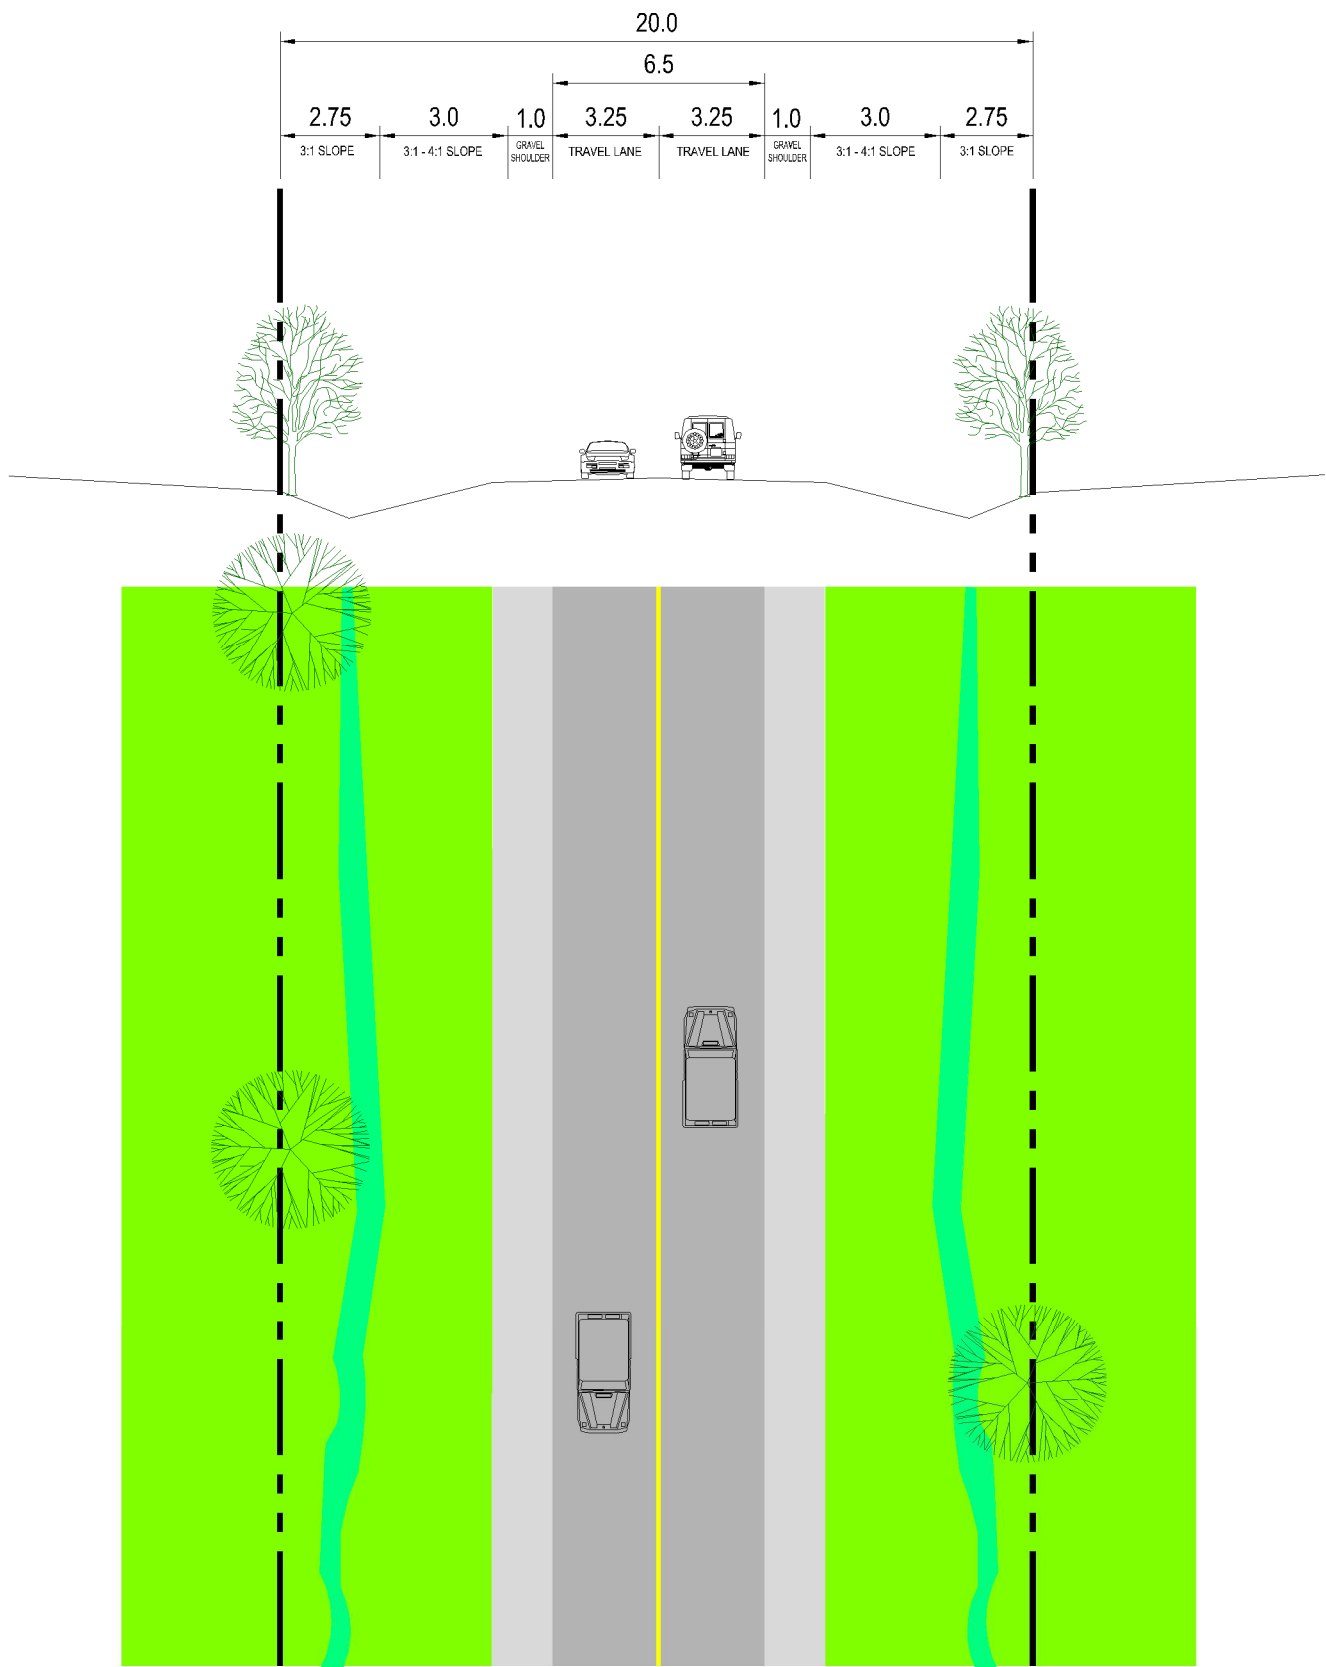 20.0
6.5
2.75 3.0 1.0 3.25 3.25 1.0 3.0 2.75
3:1 SLOPE 3:1 - 4:1 SLOPE GRAVEL SHOULDER TRAVEL LANE TRAVEL LANE GRAVEL SHOULDER 3:1 - 4:1 SLOPE 3:1 SLOPE